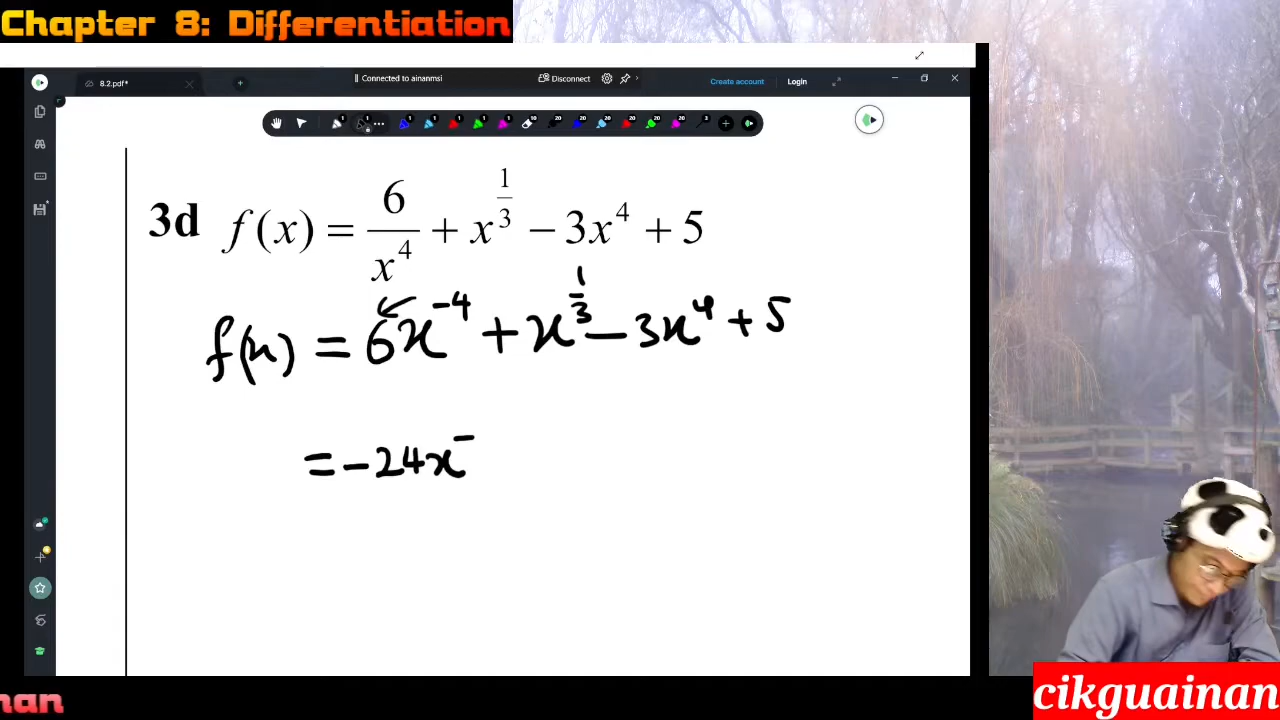 Chapter 8: Differentiation
8.2.pdf*
Connected to ainanmsi
Disconnect
Create account
Login
3d f(x) = 6/x^4 + x^(1/3) − 3x^4 + 5
f(x) = 6x^-4 + x^(1/3) − 3x^4 + 5
= −24x^-
cikguainan
nan